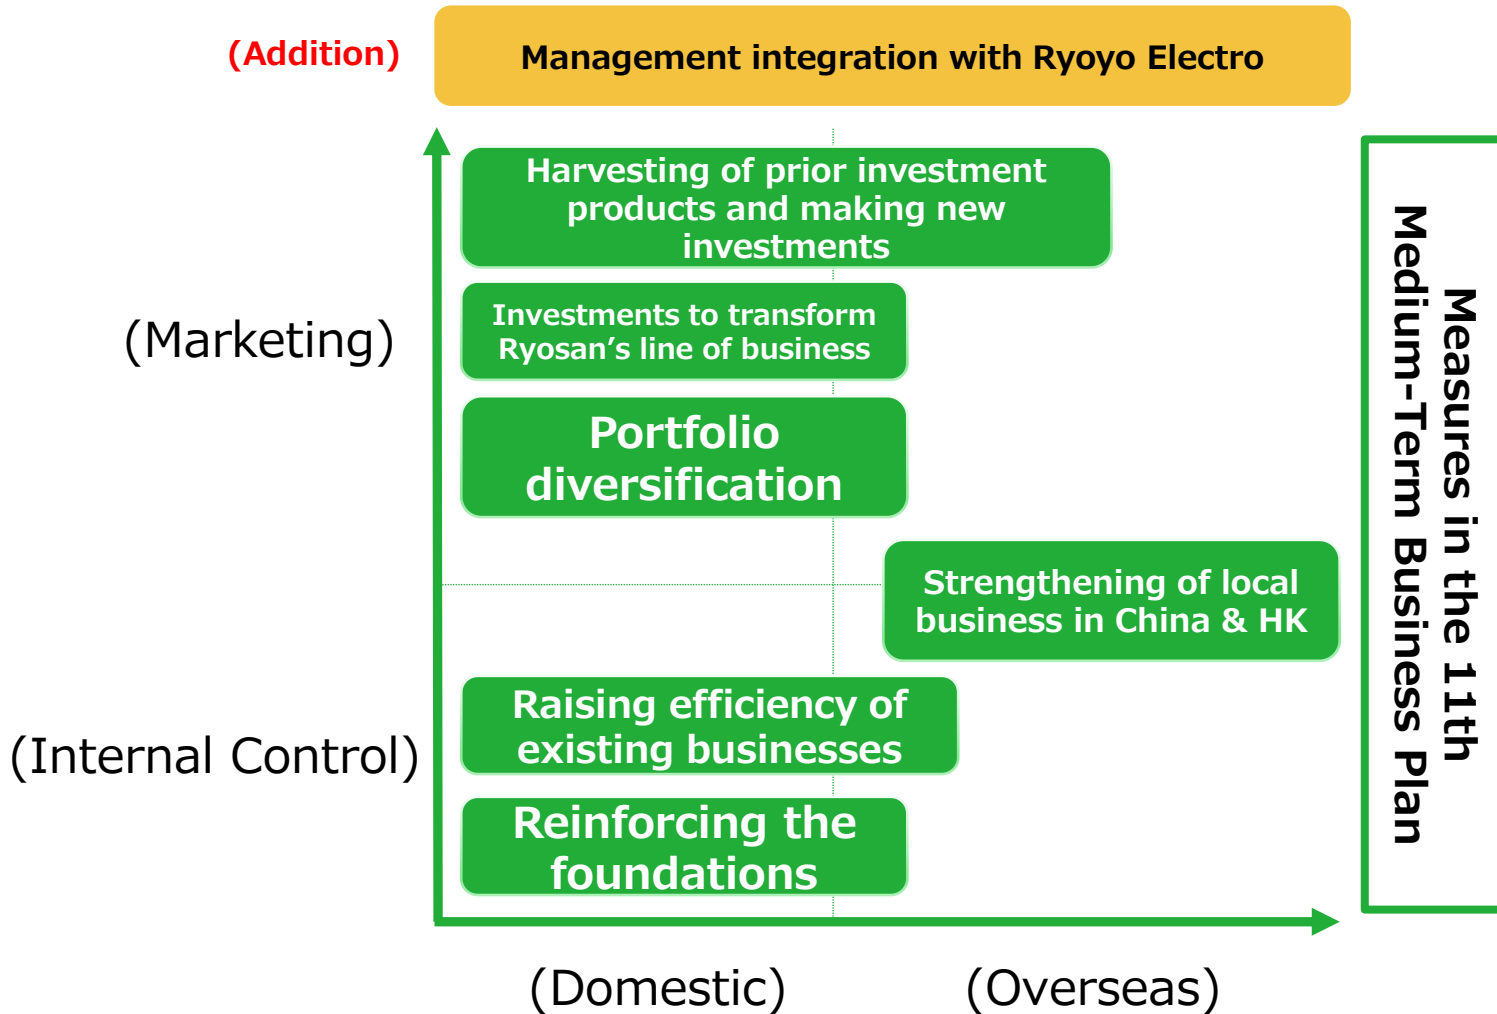 (Addition)
Management integration with Ryoyo Electro
Harvesting of prior investment
products and making new
investments
(Marketing)
Investments to transform
Ryosan’s line of business
Portfolio
diversification
Strengthening of local
business in China & HK
(Internal Control)
Raising efficiency of
existing businesses
Reinforcing the
foundations
(Domestic)
(Overseas)
Measures in the 11th
Medium-Term Business Plan